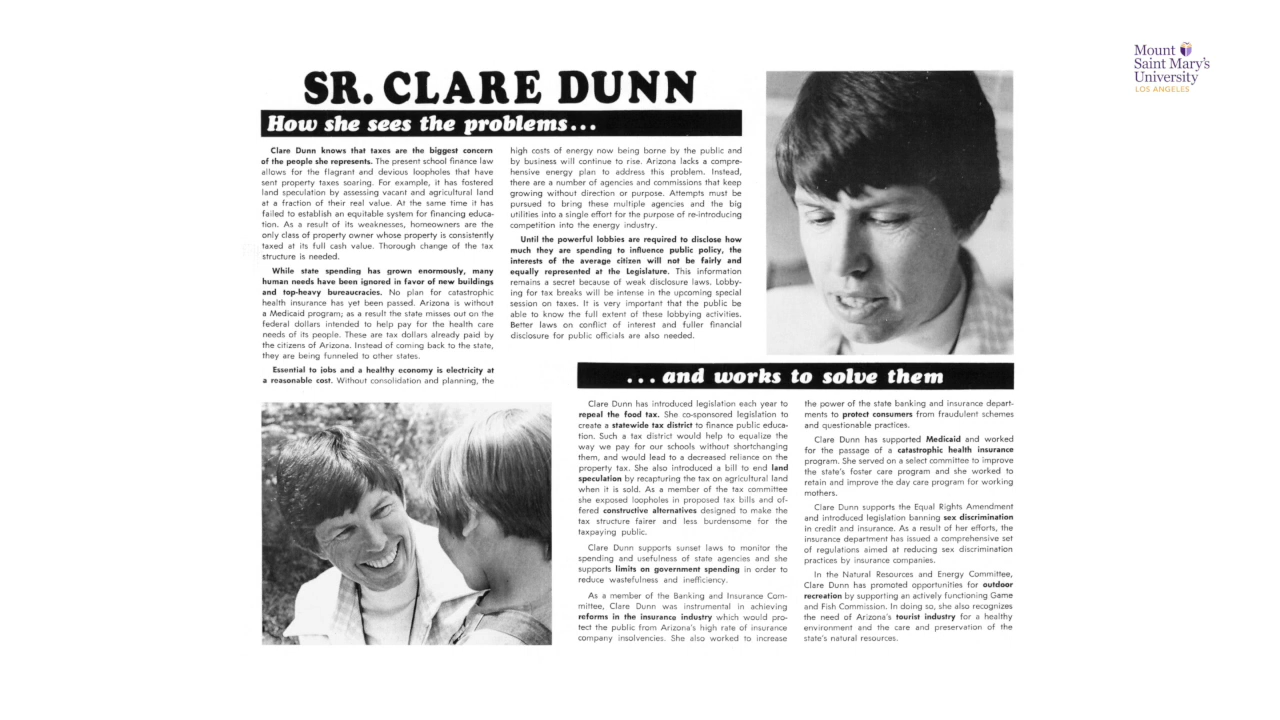 Mount
Saint Mary's
University
LOS ANGELES
SR. CLARE DUNN
How she sees the problems...
Clare Dunn knows that taxes are the biggest concern
of the people she represents. The present school finance law
allows for the flagrant and devious loopholes that have
sent property taxes soaring. For example, it has fostered
land speculation by assessing vacant and agricultural land
at a fraction of their real value. At the same time it has
failed to establish an equitable system for financing educa-
tion. As a result of its weaknesses, homeowners are the
only class of property owner whose property is consistently
taxed at its full cash value. Thorough change of the tax
structure is needed.
While state spending has grown enormously, many
human needs have been ignored in favor of new buildings
and top-heavy bureaucracies. No plan for catastrophic
health insurance has yet been passed. Arizona is without
a Medicaid program; as a result the state misses out on the
federal dollars intended to help pay for the health care
needs of its people. These are tax dollars already paid by
the citizens of Arizona. Instead of coming back to the state,
they are being funneled to other states.
Essential to jobs and a healthy economy is electricity at
a reasonable cost. Without consolidation and planning, the
high costs of energy now being borne by the public and
by business will continue to rise. Arizona lacks a compre-
hensive energy plan to address this problem. Instead,
there are a number of agencies and commissions that keep
growing without direction or purpose. Attempts must be
pursued to bring these multiple agencies and the big
utilities into a single effort for the purpose of re-introducing
competition into the energy industry.
Until the powerful lobbies are required to disclose how
much they are spending to influence public policy, the
interests of the average citizen will not be fairly and
equally represented at the Legislature. This information
remains a secret because of weak disclosure laws. Lobby-
ing for tax breaks will be intense in the upcoming special
session on taxes. It is very important that the public be
able to know the full extent of these lobbying activities.
Better laws on conflict of interest and fuller financial
disclosure for public officials are also needed.
...and works to solve them
Clare Dunn has introduced legislation each year to
repeal the food tax. She co-sponsored legislation to
create a statewide tax district to finance public educa-
tion. Such a tax district would help to equalize the
way we pay for our schools without shortchanging
them, and would lead to a decreased reliance on the
property tax. She also introduced a bill to end land
speculation by recapturing the tax on agricultural land
when it is sold. As a member of the tax committee
she exposed loopholes in proposed tax bills and of-
fered constructive alternatives designed to make the
tax structure fairer and less burdensome for the
taxpaying public.
Clare Dunn supports sunset laws to monitor the
spending and usefulness of state agencies and she
supports limits on government spending in order to
reduce wastefulness and inefficiency.
As a member of the Banking and Insurance Com-
mittee, Clare Dunn was instrumental in achieving
reforms in the insurance industry which would pro-
tect the public from Arizona's high rate of insurance
company insolvencies. She also worked to increase
the power of the state banking and insurance depart-
ments to protect consumers from fraudulent schemes
and questionable practices.
Clare Dunn has supported Medicaid and worked
for the passage of a catastrophic health insurance
program. She served on a select committee to improve
the state's foster care program and she worked to
retain and improve the day care program for working
mothers.
Clare Dunn supports the Equal Rights Amendment
and introduced legislation banning sex discrimination
in credit and insurance. As a result of her efforts, the
insurance department has issued a comprehensive set
of regulations aimed at reducing sex discrimination
practices by insurance companies.
In the Natural Resources and Energy Committee,
Clare Dunn has promoted opportunities for outdoor
recreation by supporting an actively functioning Game
and Fish Commission. In doing so, she also recognizes
the need of Arizona's tourist industry for a healthy
environment and the care and preservation of the
state's natural resources.